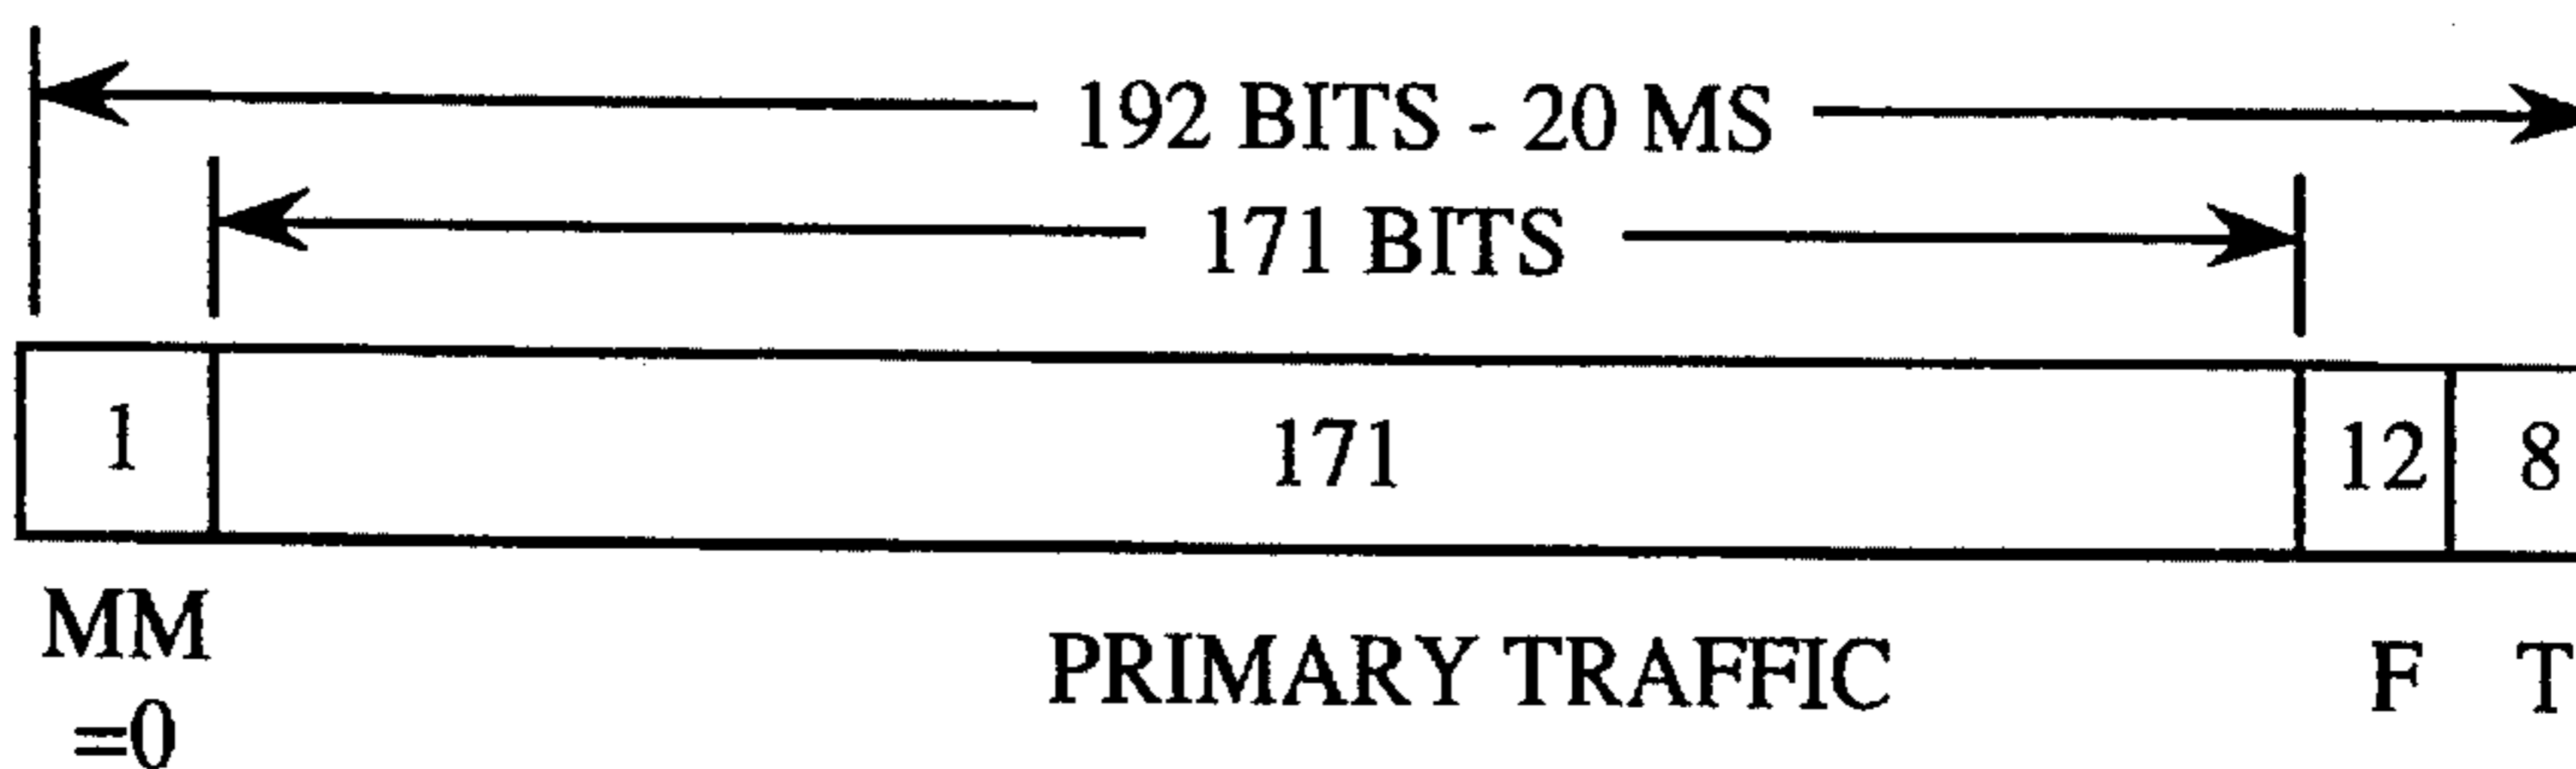 192 BITS - 20 MS
171 BITS
1 171 12 8
MM PRIMARY TRAFFIC F T
=0